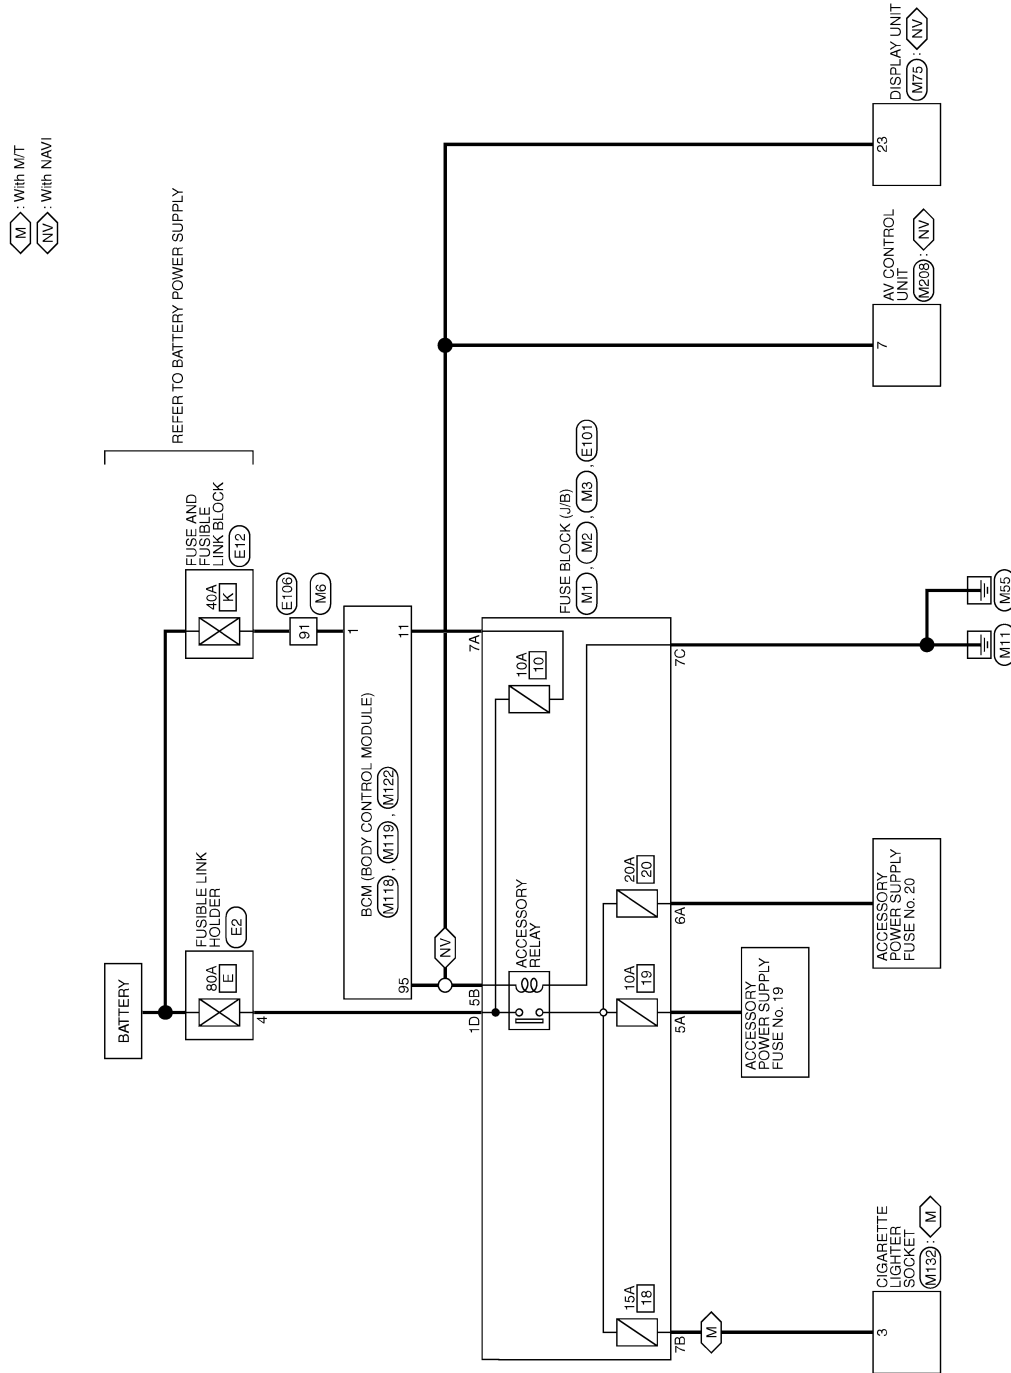 M : With M/T
NV : With NAVI
REFER TO BATTERY POWER SUPPLY
BATTERY
FUSIBLE LINK
HOLDER
E2
80A
E
4
FUSE AND
FUSIBLE
LINK BLOCK
E12
40A
K
91
E106
M6
BCM (BODY CONTROL MODULE)
M118 , M119 , M122
1
95
11
NV
1D
5B
7A
FUSE BLOCK (J/B)
M1 , M2 , M3 , E101
ACCESSORY
RELAY
10A
10
15A
18
10A
19
20A
20
7B
5A
6A
7C
M
ACCESSORY
POWER SUPPLY
FUSE No. 19
ACCESSORY
POWER SUPPLY
FUSE No. 20
CIGARETTE
LIGHTER
SOCKET
M132 : M
3
AV CONTROL
UNIT
M208 : NV
7
DISPLAY UNIT
M75 : NV
23
M11
M55